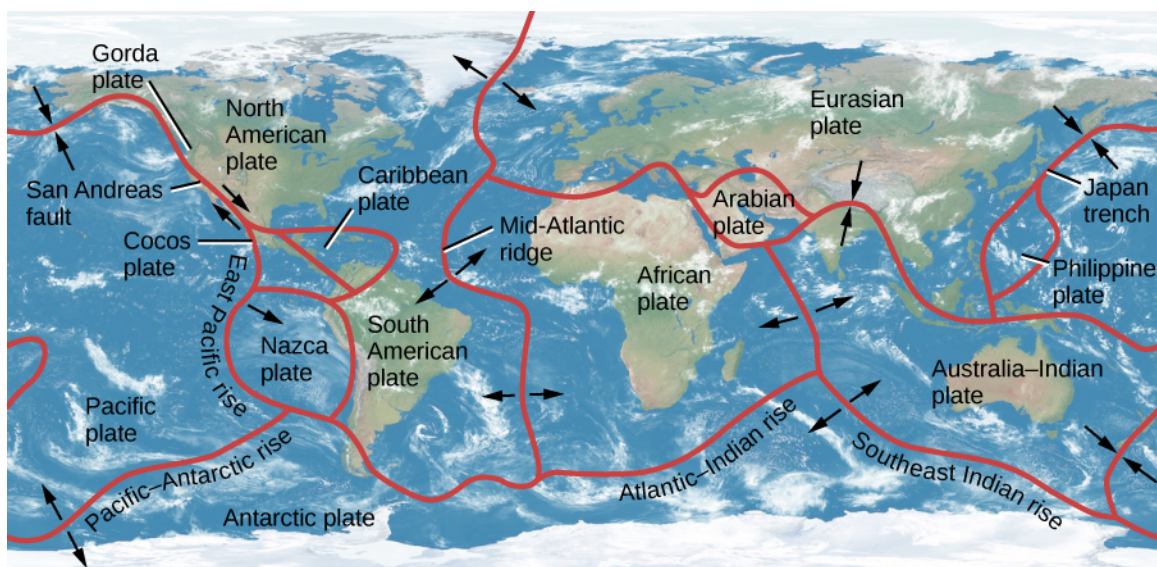 Gorda
plate
North
American
plate
San Andreas
fault
Caribbean
plate
Cocos
plate
Mid-Atlantic
ridge
Eurasian
plate
Arabian
plate
African
plate
Japan
trench
Philippine
plate
East Pacific rise
Nazca
plate
South
American
plate
Australia–Indian
plate
Pacific
plate
Pacific–Antarctic rise
Antarctic plate
Atlantic–Indian rise
Southeast Indian rise